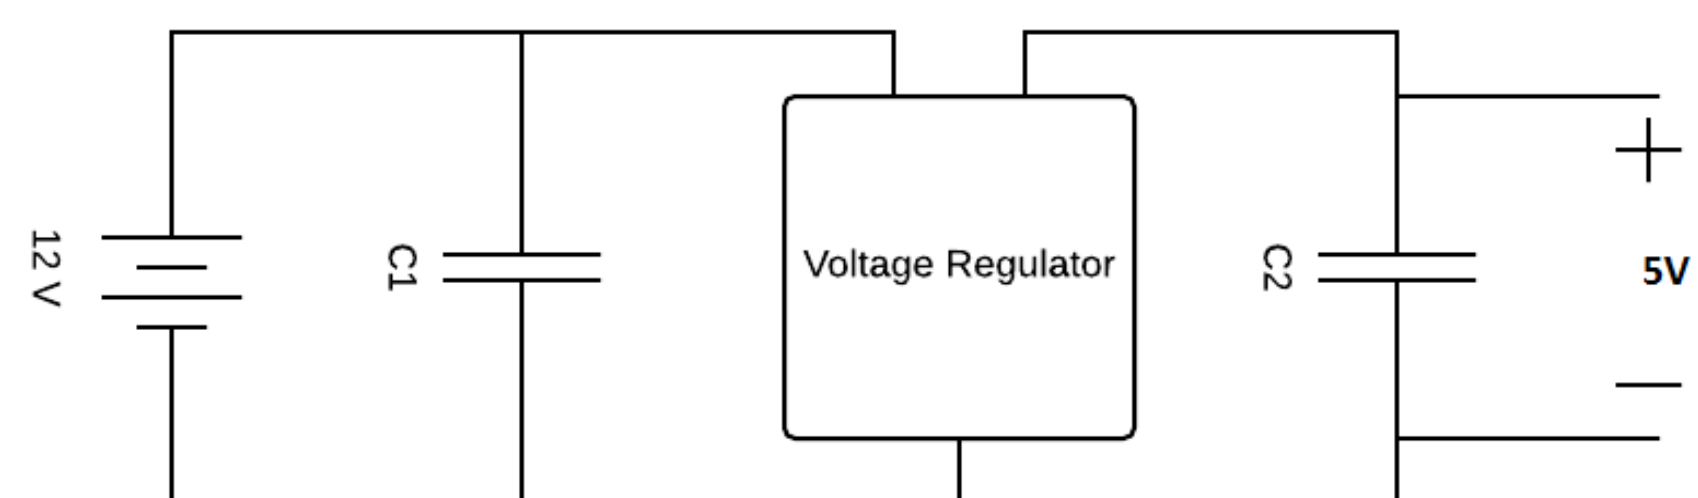 12 V
C1
Voltage Regulator
C2
+
5V
—